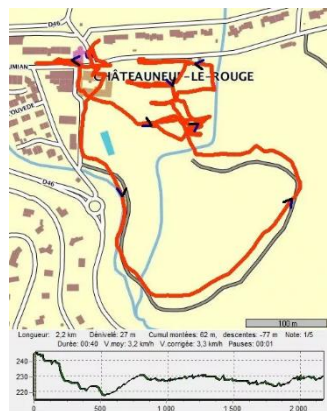 D46
UMIAN
CHÂTEAUNEUF-LE-ROUGE
D46
100 m
Longueur: 2,2 km Dénivelé: 27 m Cumul montées: 62 m, descentes: -77 m Note: 1/5
Durée: 00:40 V.moy: 3,2 km/h V.corrigée: 3,3 km/h Pauses: 00:01
240
230
220
0 500 1 000 1 500 2 000